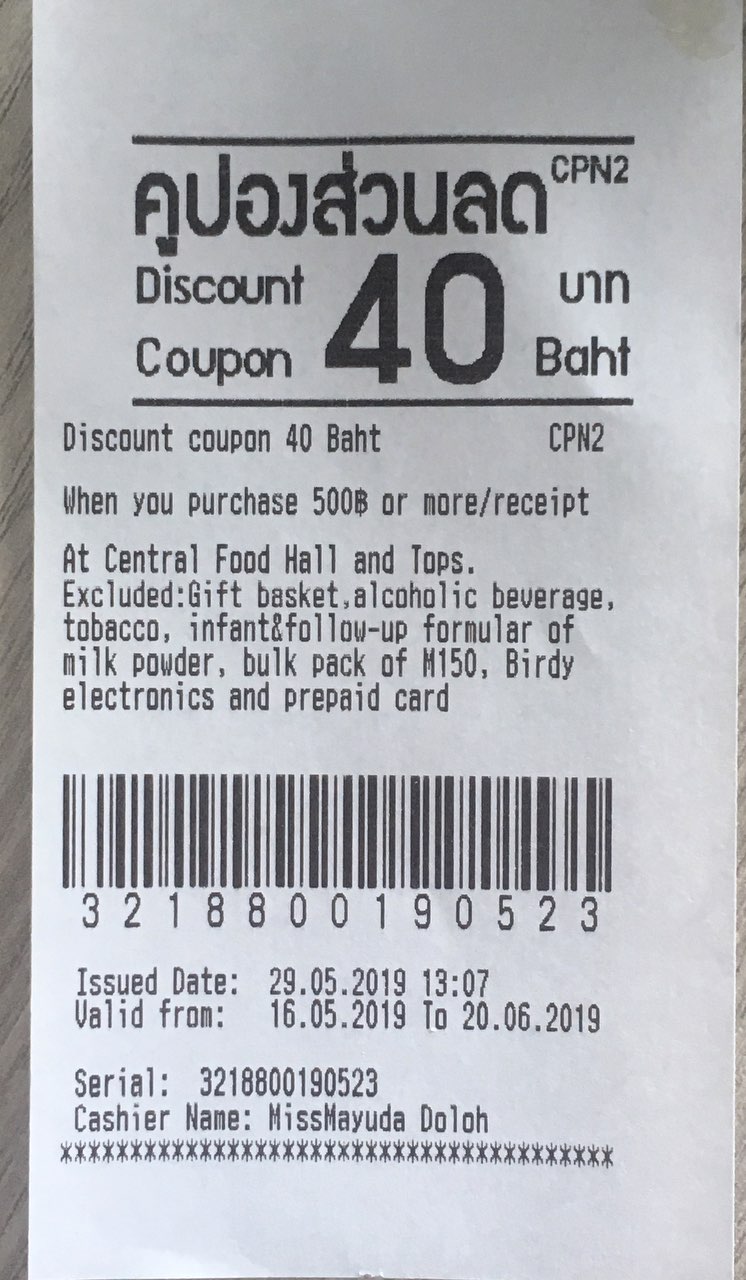 คูปองส่วนลด CPN2
Discount 40 บาท
Coupon Baht
Discount coupon 40 Baht CPN2
When you purchase 500฿ or more/receipt
At Central Food Hall and Tops.
Excluded:Gift basket,alcoholic beverage,
tobacco, infant&follow-up formular of
milk powder, bulk pack of M150, Birdy
electronics and prepaid card
3218800190523
Issued Date: 29.05.2019 13:07
Valid from: 16.05.2019 To 20.06.2019
Serial: 3218800190523
Cashier Name: MissMayuda Doloh
****************************************